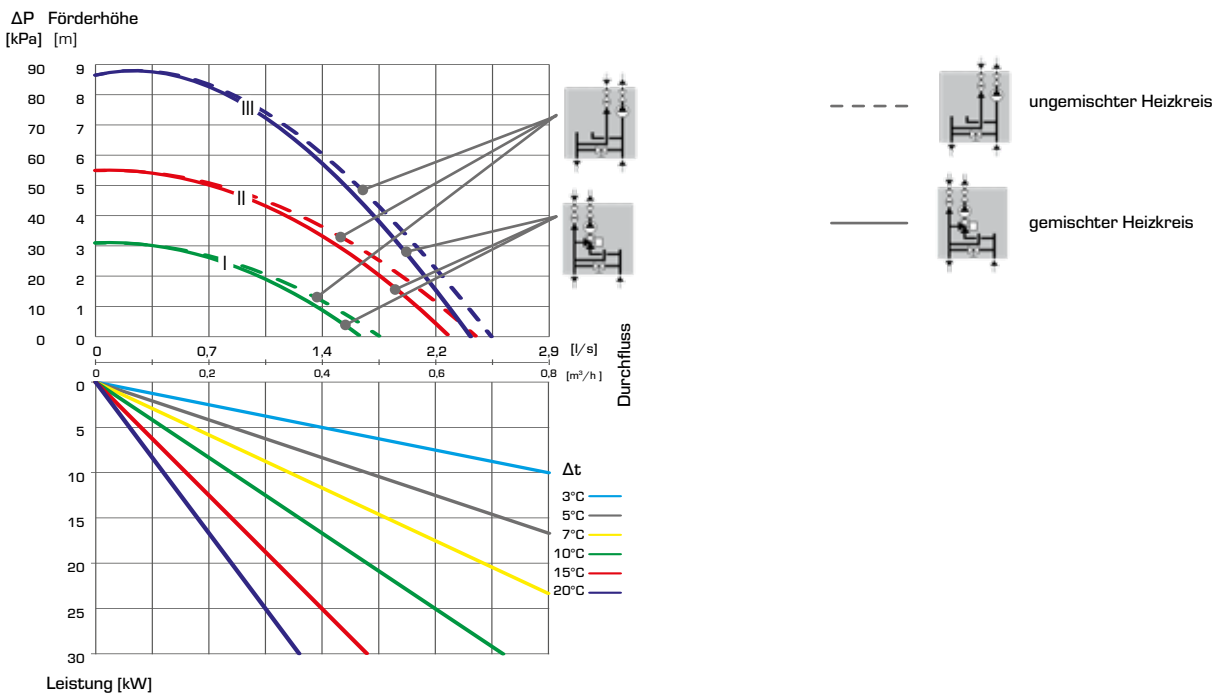 ΔP Förderhöhe
[kPa] [m]
90 9
80 8
70 7
60 6
50 5
40 4
30 3
20 2
10 1
0 0
III
II
I
0 0,7 1,4 2,2 2,9 [l/s]
0 0,2 0,4 0,6 0,8 [m³/h]
Durchfluss
0
5
10
15
20
25
30
Leistung [kW]
Δt
3°C
5°C
7°C
10°C
15°C
20°C
ungemischter Heizkreis
gemischter Heizkreis